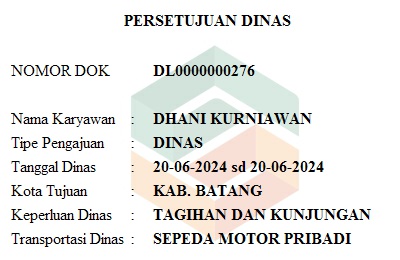 PERSETUJUAN DINAS
NOMOR DOK DL0000000276
Nama Karyawan : DHANI KURNIAWAN
Tipe Pengajuan : DINAS
Tanggal Dinas : 20-06-2024 sd 20-06-2024
Kota Tujuan : KAB. BATANG
Keperluan Dinas : TAGIHAN DAN KUNJUNGAN
Transportasi Dinas : SEPEDA MOTOR PRIBADI